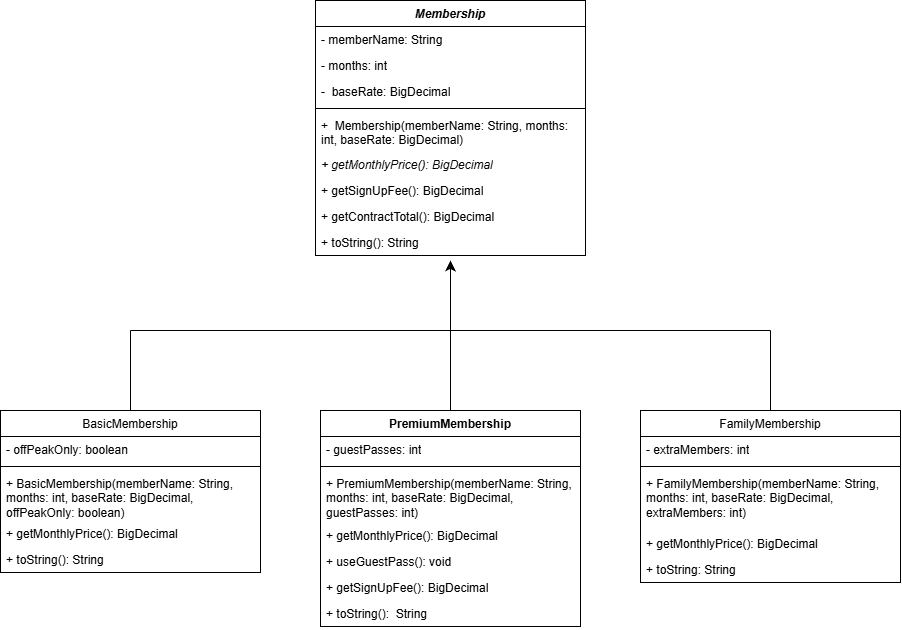 Membership
- memberName: String
- months: int
-  baseRate: BigDecimal
+  Membership(memberName: String, months:
int, baseRate: BigDecimal)
+ getMonthlyPrice(): BigDecimal
+ getSignUpFee(): BigDecimal
+ getContractTotal(): BigDecimal
+ toString(): String
BasicMembership
- offPeakOnly: boolean
+ BasicMembership(memberName: String,
months: int, baseRate: BigDecimal,
offPeakOnly: boolean)
+ getMonthlyPrice(): BigDecimal
+ toString(): String
PremiumMembership
- guestPasses: int
+ PremiumMembership(memberName: String,
months: int, baseRate: BigDecimal,
guestPasses: int)
+ getMonthlyPrice(): BigDecimal
+ useGuestPass(): void
+ getSignUpFee(): BigDecimal
+ toString():  String
FamilyMembership
- extraMembers: int
+ FamilyMembership(memberName: String,
months: int, baseRate: BigDecimal,
extraMembers: int)
+ getMonthlyPrice(): BigDecimal
+ toString: String